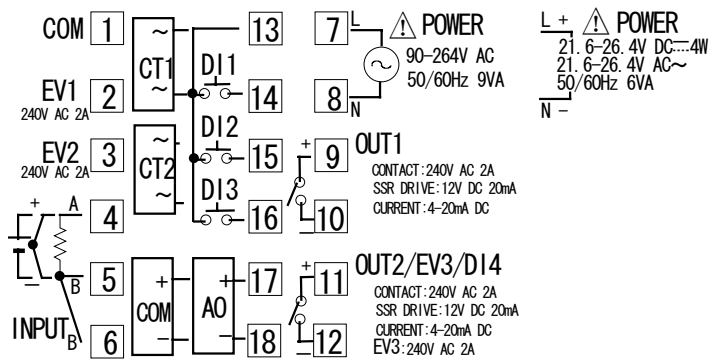 COM 1
EV1 2
240V AC 2A
EV2 3
240V AC 2A
+ A 4
− B 5
INPUT B 6
~ CT1 ~
~ CT2 ~
+ COM −
+ AO −
13
DI1 14
DI2 15
DI3 16
17
18
7 L
8 N
⚠ POWER
90-264V AC
50/60Hz 9VA
+ 9 OUT1
− 10
CONTACT:240V AC 2A
SSR DRIVE:12V DC 20mA
CURRENT:4-20mA DC
+ 11 OUT2/EV3/DI4
− 12
CONTACT:240V AC 2A
SSR DRIVE:12V DC 20mA
CURRENT:4-20mA DC
EV3:240V AC 2A
L + ⚠ POWER
21.6-26.4V DC⎓4W
21.6-26.4V AC~
50/60Hz 6VA
N −